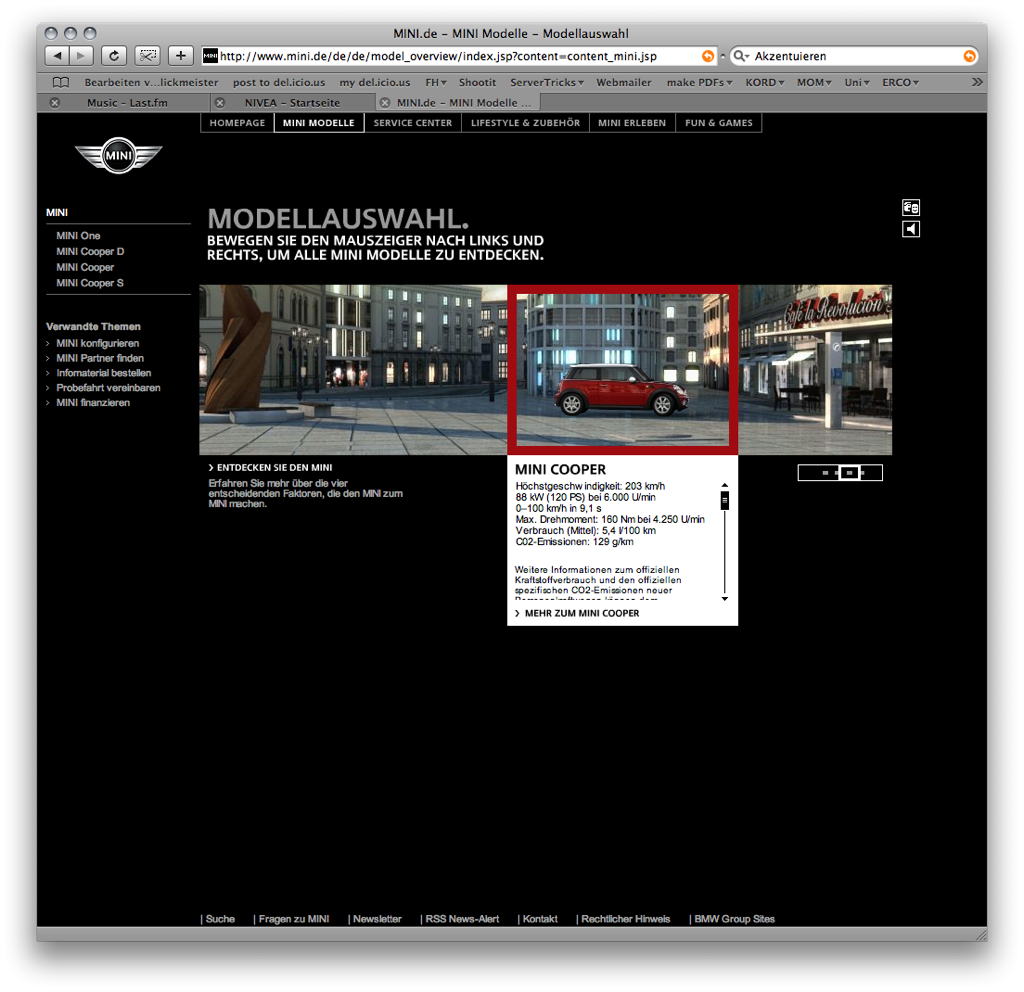 MINI.de – MINI Modelle – Modellauswahl
MINI http://www.mini.de/de/de/model_overview/index.jsp?content=content_mini.jsp
Akzentuieren
Bearbeiten v...lickmeister post to del.icio.us my del.icio.us FH Shootit ServerTricks Webmailer make PDFs KORD MOM Uni ERCO
Music – Last.fm NIVEA – Startseite MINI.de – MINI Modelle ...
HOMEPAGE MINI MODELLE SERVICE CENTER LIFESTYLE & ZUBEHÖR MINI ERLEBEN FUN & GAMES
MINI
MINI
MINI One
MINI Cooper D
MINI Cooper
MINI Cooper S
Verwandte Themen
› MINI konfigurieren
› MINI Partner finden
› Infomaterial bestellen
› Probefahrt vereinbaren
› MINI finanzieren
MODELLAUSWAHL.
BEWEGEN SIE DEN MAUSZEIGER NACH LINKS UND
RECHTS, UM ALLE MINI MODELLE ZU ENTDECKEN.
Café la Revolución
› ENTDECKEN SIE DEN MINI
Erfahren Sie mehr über die vier
entscheidenden Faktoren, die den MINI zum
MINI machen.
MINI COOPER
Höchstgeschwindigkeit: 203 km/h
88 kW (120 PS) bei 6.000 U/min
0–100 km/h in 9,1 s
Max. Drehmoment: 160 Nm bei 4.250 U/min
Verbrauch (Mittel): 5,4 l/100 km
C02-Emissionen: 129 g/km
Weitere Informationen zum offiziellen
Kraftstoffverbrauch und den offiziellen
spezifischen CO2-Emissionen neuer
› MEHR ZUM MINI COOPER
| Suche | Fragen zu MINI | Newsletter | RSS News-Alert | Kontakt | Rechtlicher Hinweis | BMW Group Sites